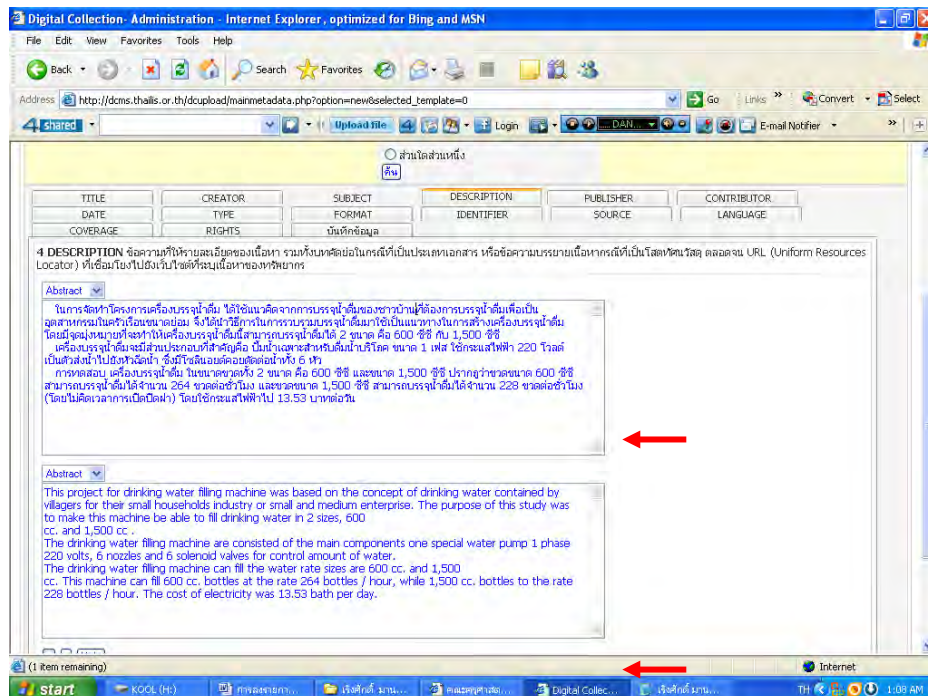 Digital Collection- Administration - Internet Explorer, optimized for Bing and MSN
File Edit View Favorites Tools Help
Back Search Favorites
Address http://dcms.thailis.or.th/dcupload/mainmetadata.php?option=new&selected_template=0 Go Links » Convert Select
4 shared Upload file Login DAN... E-mail Notifier »
ส่วนใดส่วนหนึ่ง
ค้น
TITLE CREATOR SUBJECT DESCRIPTION PUBLISHER CONTRIBUTOR
DATE TYPE FORMAT IDENTIFIER SOURCE LANGUAGE
COVERAGE RIGHTS บันทึกข้อมูล
4 DESCRIPTION ข้อความที่ให้รายละเอียดของเนื้อหา รวมทั้งบทคัดย่อในกรณีที่เป็นประเภทเอกสาร หรือข้อความบรรยายเนื้อหากรณีที่เป็นโสตทัศนวัสดุ ตลอดจน URL (Uniform Resources
Locator) ที่เชื่อมโยงไปยังเว็บไซต์ที่ระบุเนื้อหาของทรัพยากร
Abstract
ในการจัดทำโครงการเครื่องบรรจุน้ำดื่ม ได้ใช้แนวคิดจากการบรรจุน้ำดื่มของชาวบ้านที่ต้องการบรรจุน้ำดื่มเพื่อเป็น
อุตสาหกรรมในครัวเรือนขนาดย่อม จึงได้นำวิธีการในการรวบรวมบรรจุน้ำดื่มมาใช้เป็นแนวทางในการสร้างเครื่องบรรจุน้ำดื่ม
โดยมีจุดมุ่งหมายที่จะทำให้เครื่องบรรจุน้ำดื่มนี้สามารถบรรจุน้ำดื่มได้ 2 ขนาด คือ 600 ซีซี กับ 1,500 ซีซี
เครื่องบรรจุน้ำดื่มจะมีส่วนประกอบที่สำคัญคือ ปั๊มน้ำเฉพาะสำหรับดื่มน้ำบริโภค ขนาด 1 เฟส ใช้กระแสไฟฟ้า 220 โวลต์
เป็นตัวส่งน้ำไปยังหัวฉีดน้ำ ซึ่งมีโซลินอยด์คอยตัดต่อน้ำทั้ง 6 หัว
การทดสอบ เครื่องบรรจุน้ำดื่ม ในขนาดขวดทั้ง 2 ขนาด คือ 600 ซีซี และขนาด 1,500 ซีซี ปรากฏว่าขวดขนาด 600 ซีซี
สามารถบรรจุน้ำดื่มได้จำนวน 264 ขวดต่อชั่วโมง และขวดขนาด 1,500 ซีซี สามารถบรรจุน้ำดื่มได้จำนวน 228 ขวดต่อชั่วโมง
(โดยไม่คิดเวลาการเปิดปิดฝา) โดยใช้กระแสไฟฟ้าไป 13.53 บาทต่อวัน
Abstract
This project for drinking water filling machine was based on the concept of drinking water contained by
villagers for their small households industry or small and medium enterprise. The purpose of this study was
to make this machine be able to fill drinking water in 2 sizes, 600
cc. and 1,500 cc .
The drinking water filling machine are consisted of the main components one special water pump 1 phase
220 volts, 6 nozzles and 6 solenoid valves for control amount of water.
The drinking water filling machine can fill the water rate sizes are 600 cc. and 1,500
cc. This machine can fill 600 cc. bottles at the rate 264 bottles / hour, while 1,500 cc. bottles to the rate
228 bottles / hour. The cost of electricity was 13.53 bath per day.
(1 item remaining) Internet
start KOOL (H:) Digital Collec... TH 1:08 AM